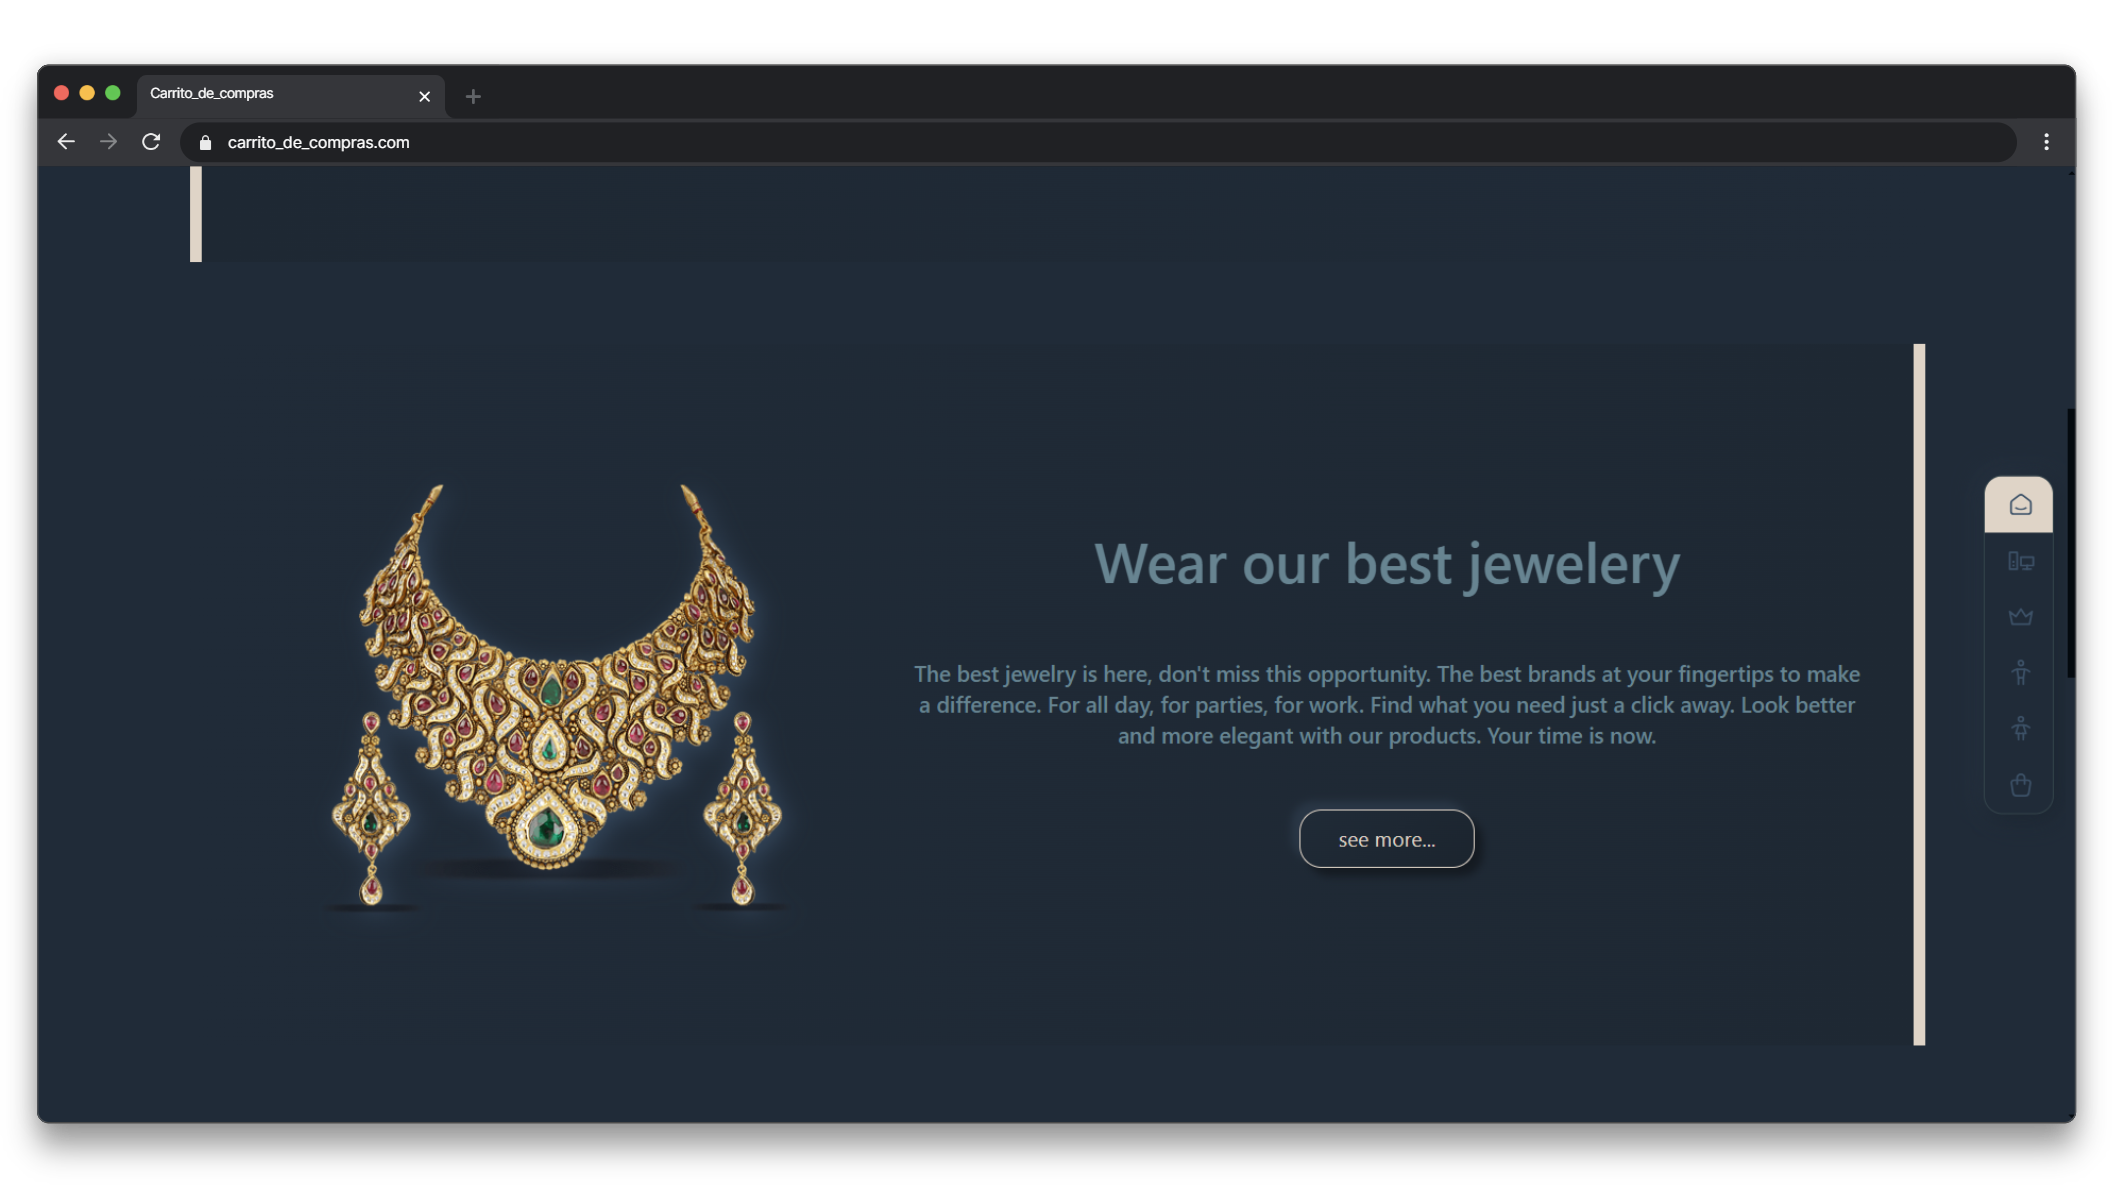 Carrito_de_compras
carrito_de_compras.com
Wear our best jewelery
The best jewelry is here, don't miss this opportunity. The best brands at your fingertips to make
a difference. For all day, for parties, for work. Find what you need just a click away. Look better
and more elegant with our products. Your time is now.
see more...